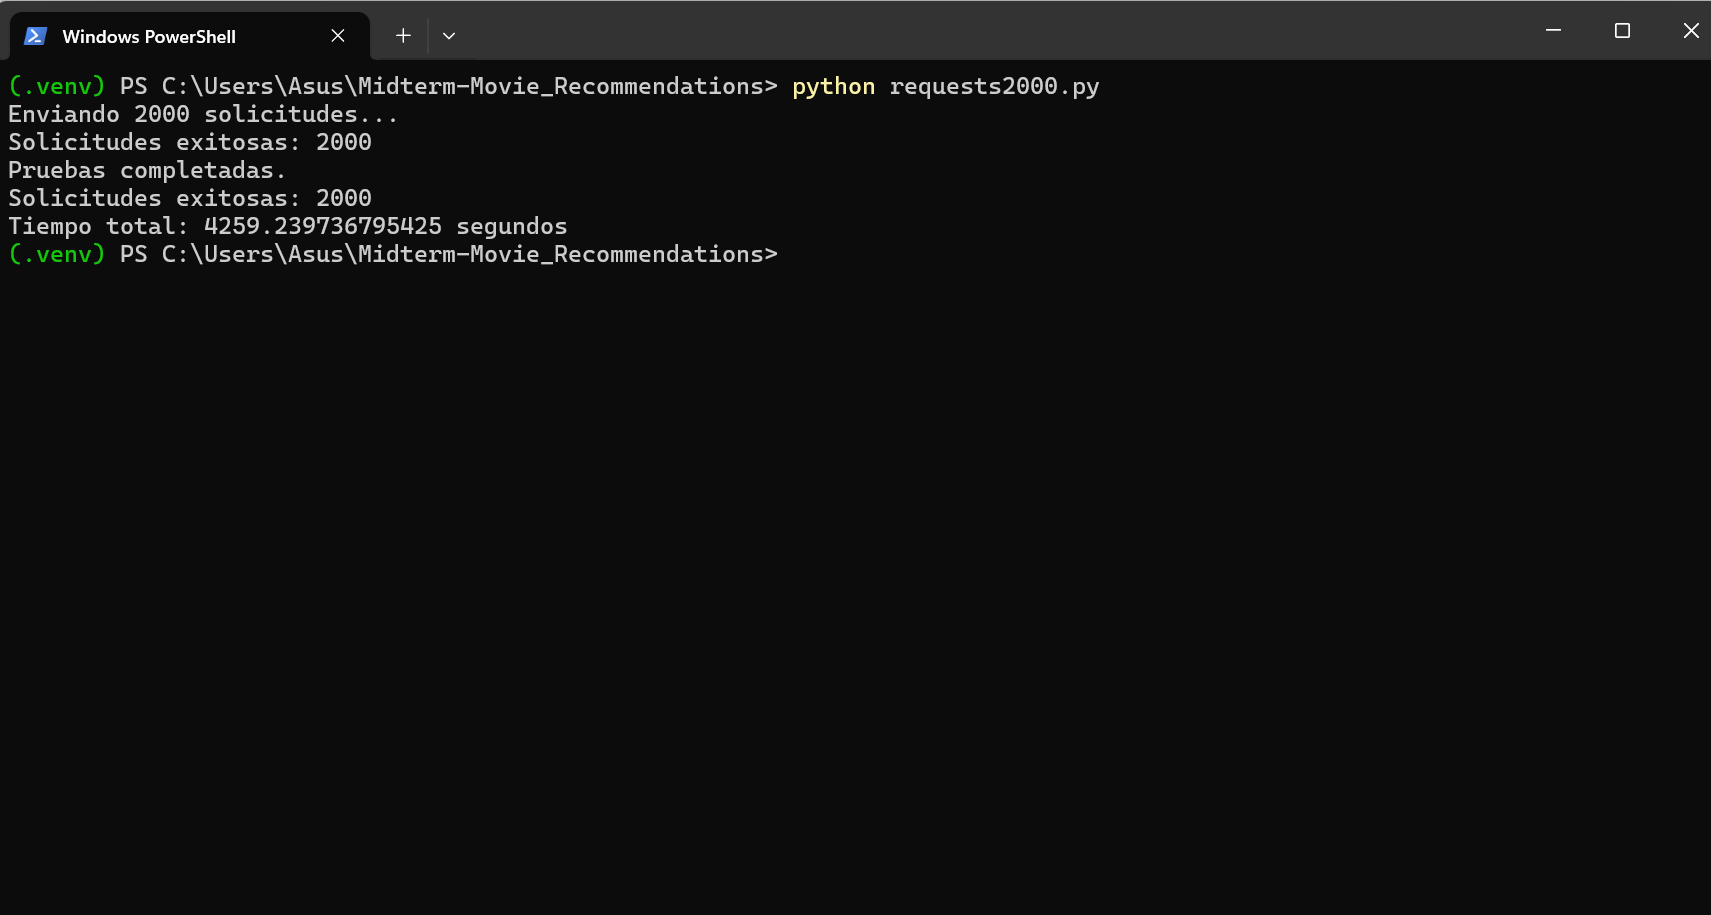 Windows PowerShell
(.venv) PS C:\Users\Asus\Midterm-Movie_Recommendations> python requests2000.py
Enviando 2000 solicitudes...
Solicitudes exitosas: 2000
Pruebas completadas.
Solicitudes exitosas: 2000
Tiempo total: 4259.239736795425 segundos
(.venv) PS C:\Users\Asus\Midterm-Movie_Recommendations>